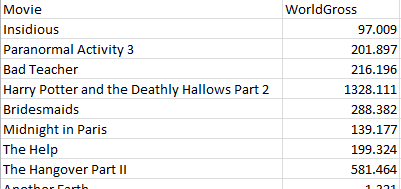 Movie WorldGross
Insidious 97.009
Paranormal Activity 3 201.897
Bad Teacher 216.196
Harry Potter and the Deathly Hallows Part 2 1328.111
Bridesmaids 288.382
Midnight in Paris 139.177
The Help 199.324
The Hangover Part II 581.464
Another Earth 1.321